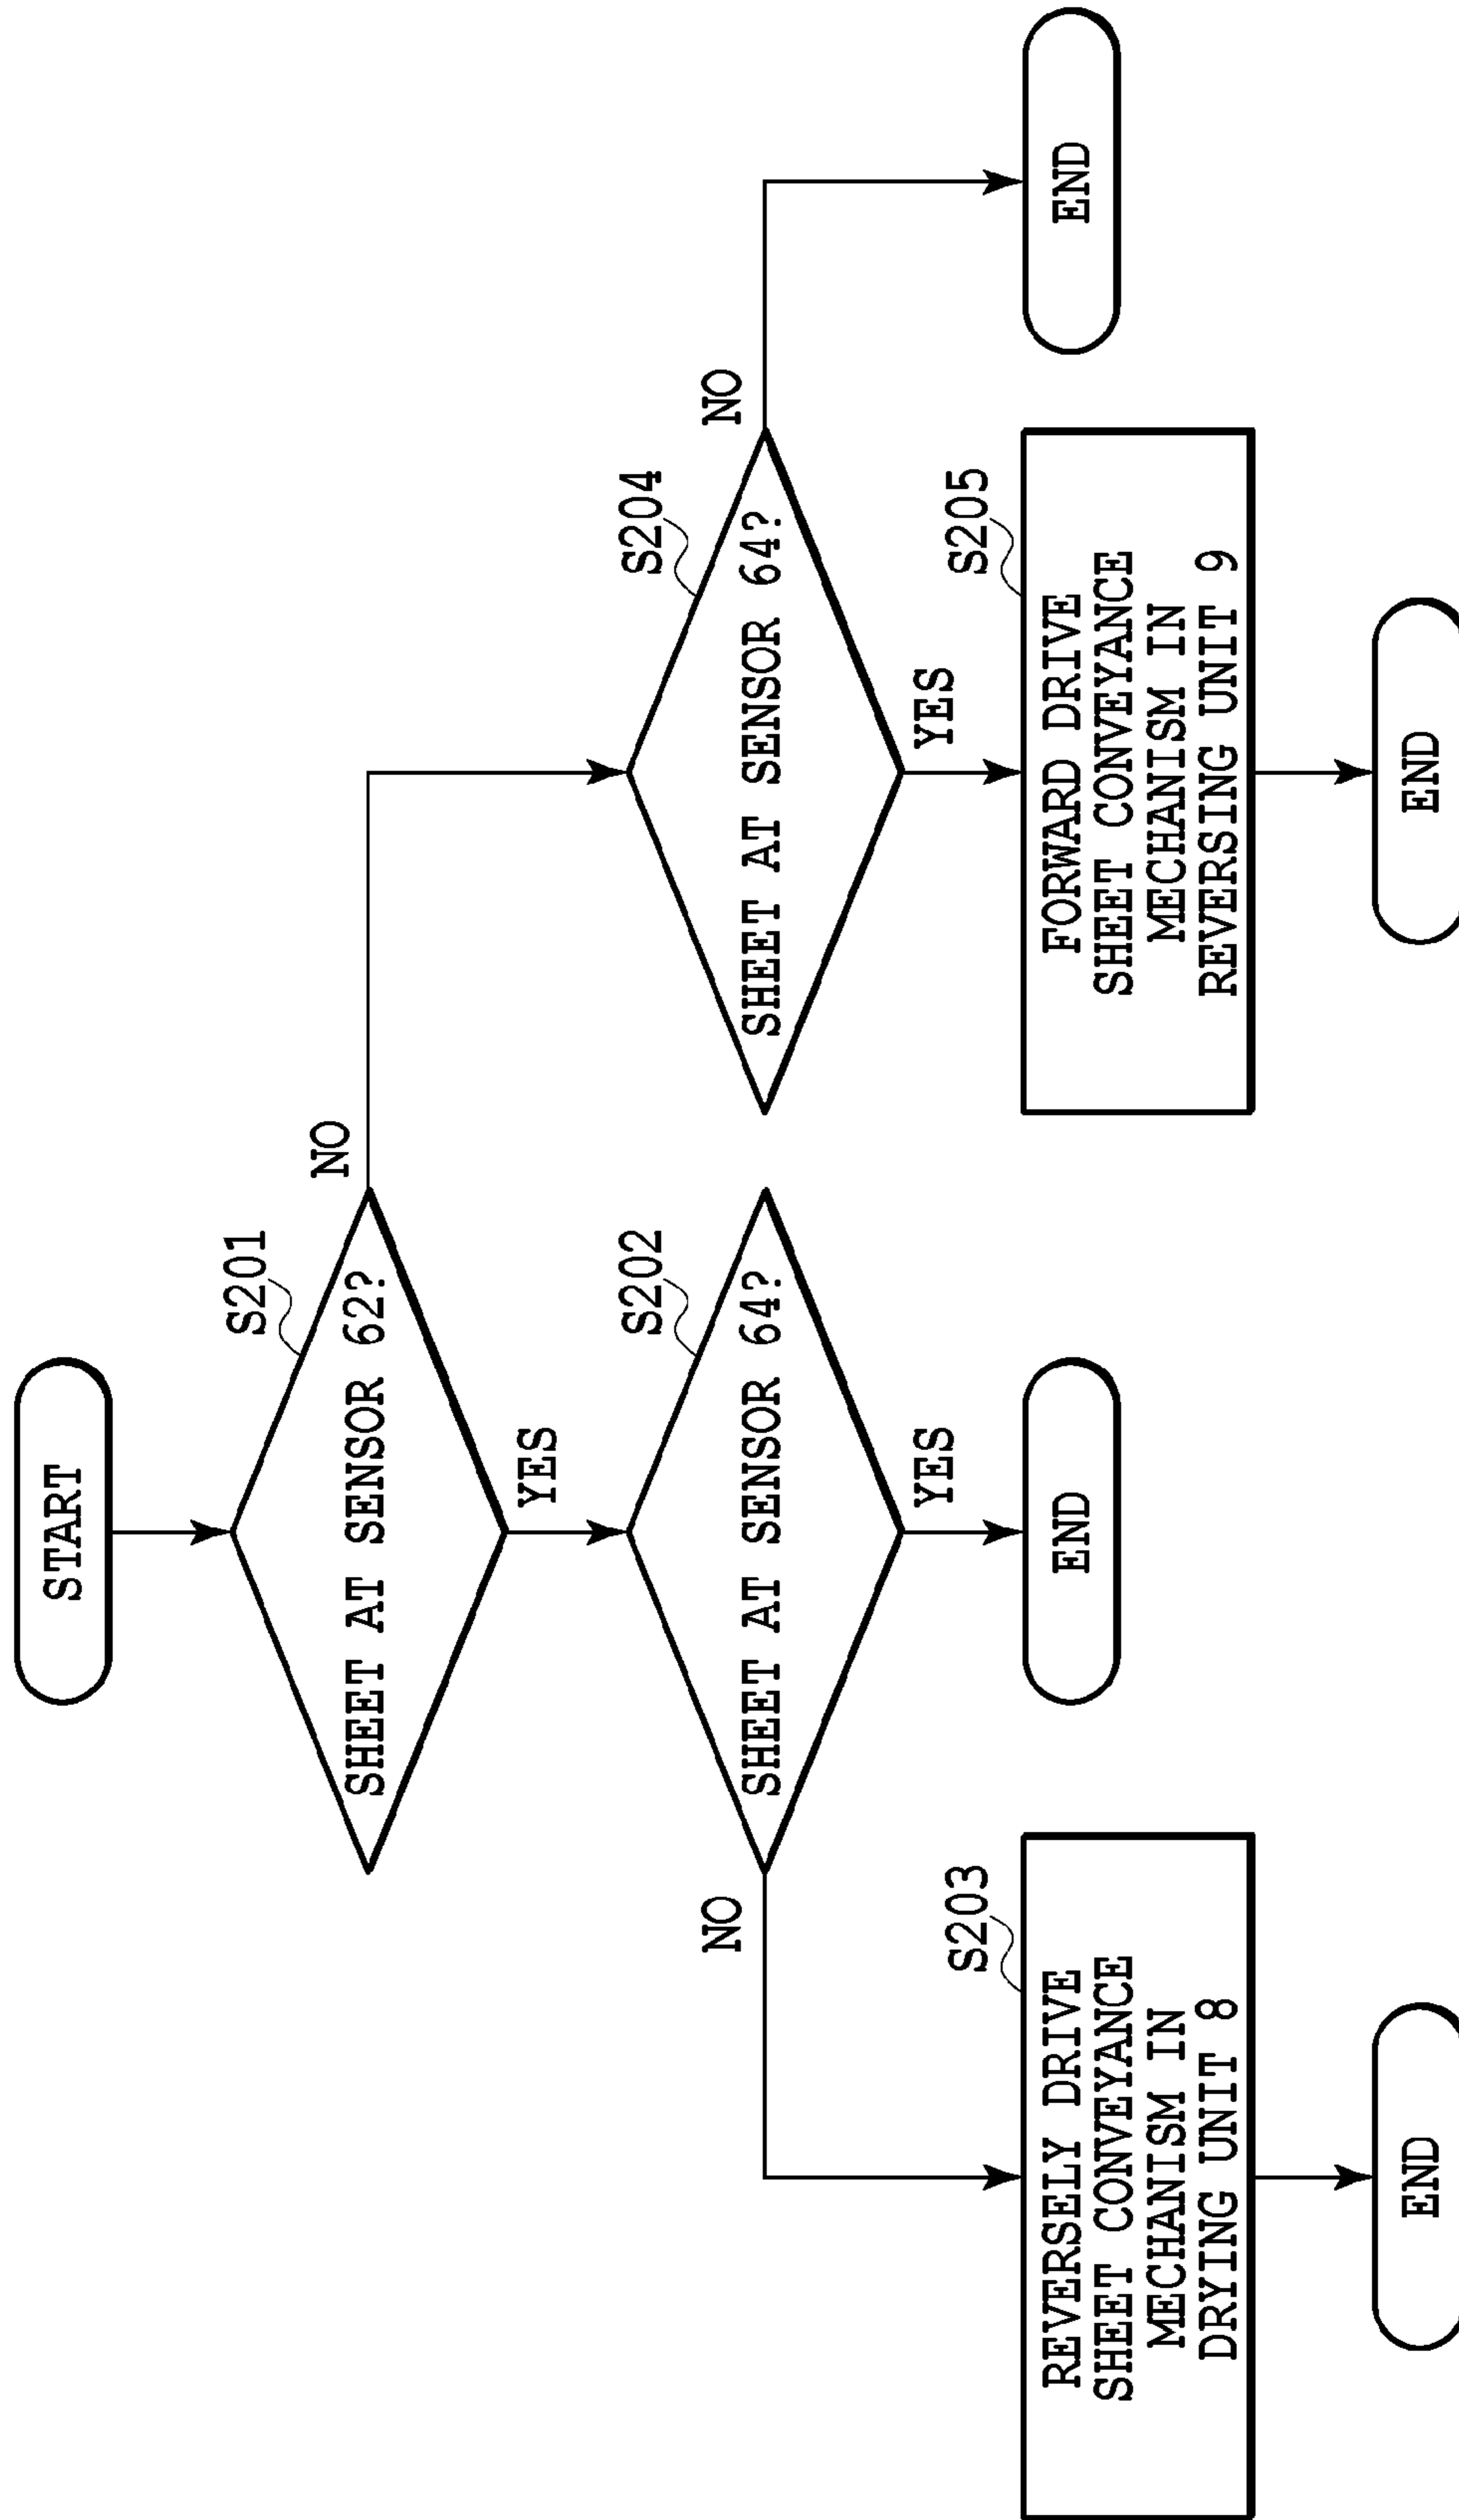 START
S201
SHEET AT SENSOR 62?
NO
YES
S202
SHEET AT SENSOR 64?
NO
YES
S204
SHEET AT SENSOR 64?
NO
YES
S203
REVERSELY DRIVE
SHEET CONVEYANCE
MECHANISM IN
DRYING UNIT 8
END
S205
FORWARD DRIVE
SHEET CONVEYANCE
MECHANISM IN
REVERSING UNIT 9
END
END
END